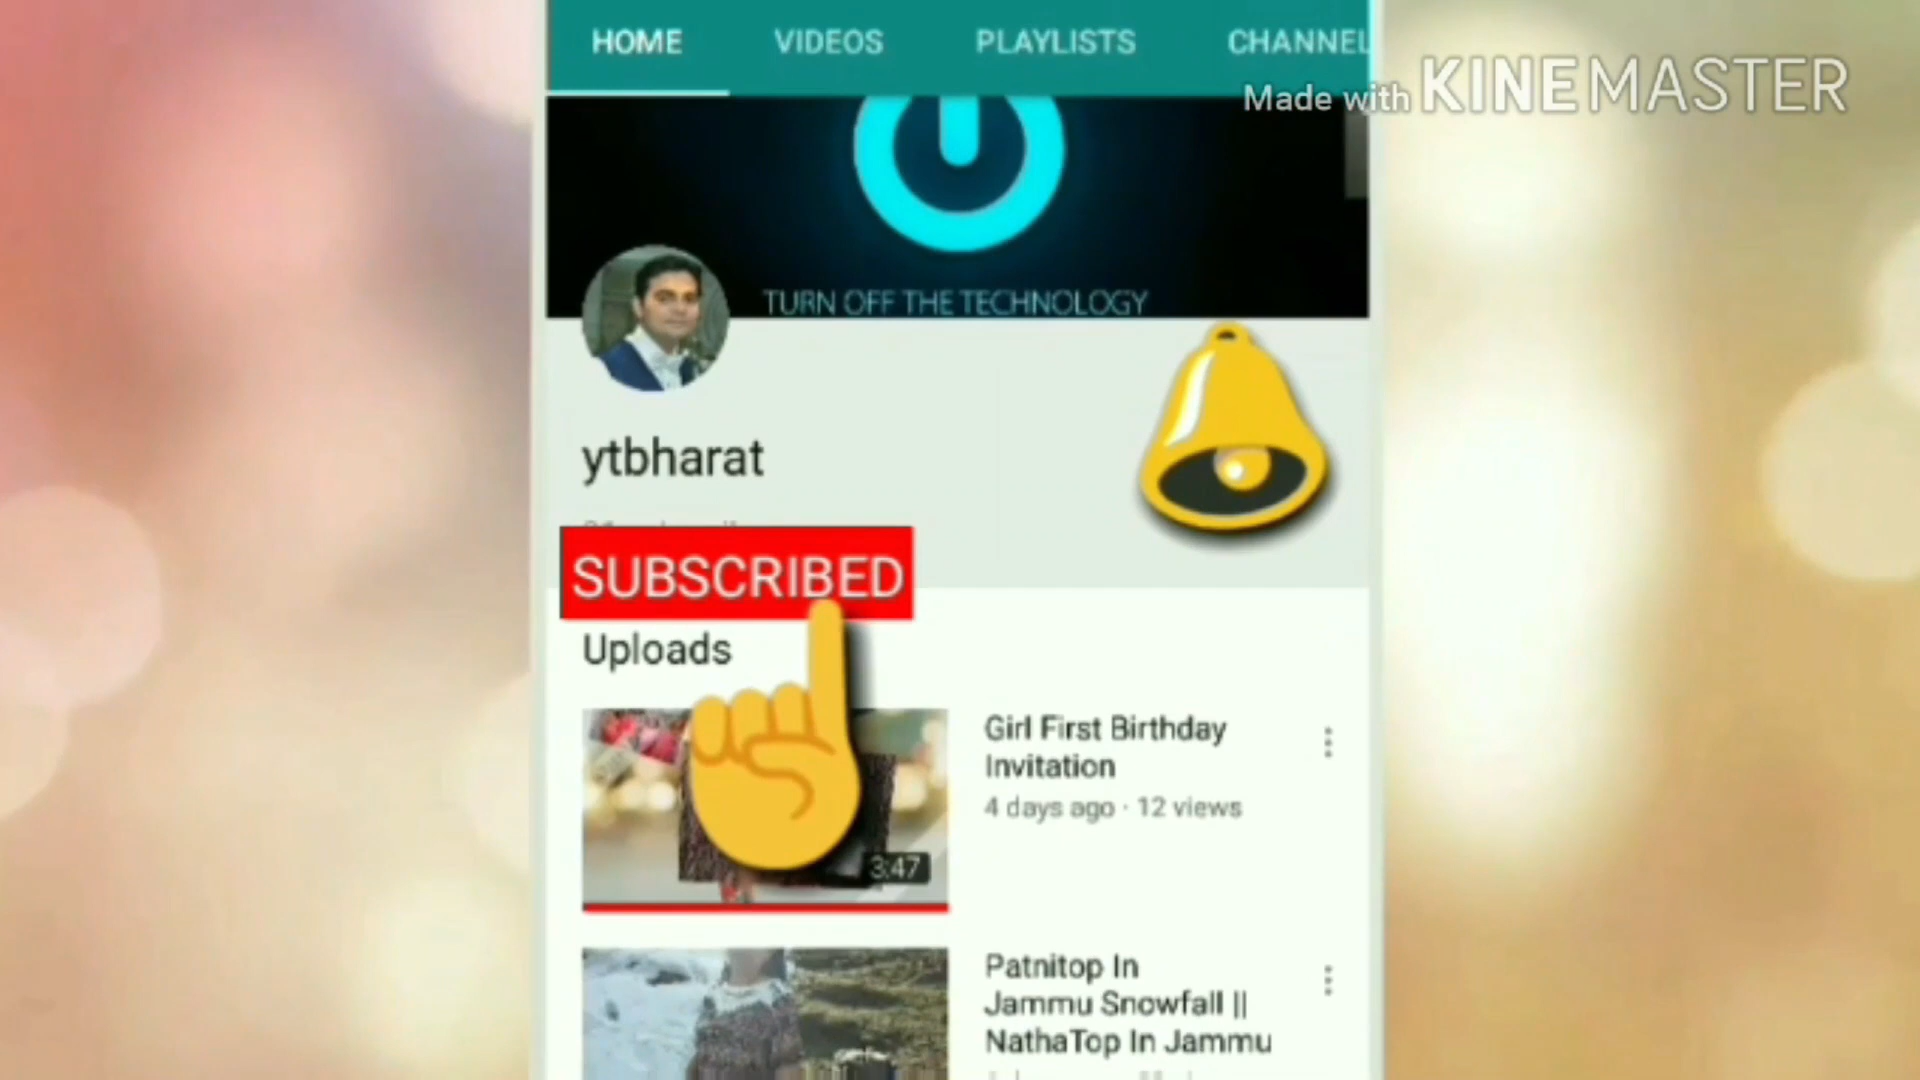 HOME VIDEOS PLAYLISTS CHANNEL
Made with KINEMASTER
TURN OFF THE TECHNOLOGY
ytbharat
SUBSCRIBED
Uploads
Girl First Birthday
Invitation
4 days ago · 12 views
3:47
Patnitop In
Jammu Snowfall ||
NathaTop In Jammu